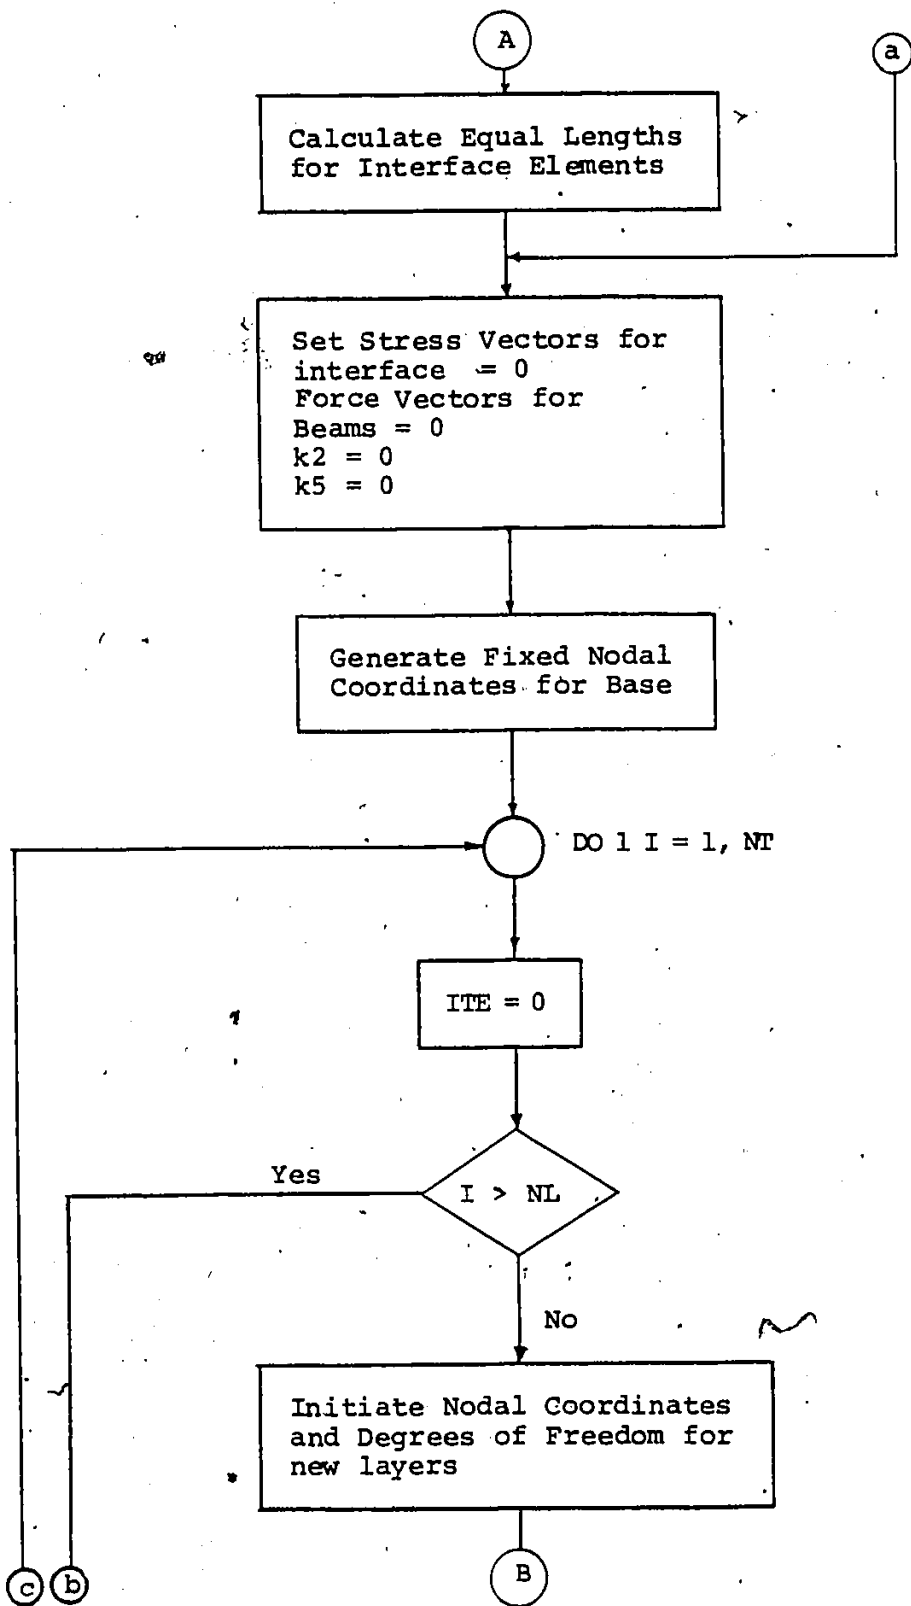 A
a
Calculate Equal Lengths
for Interface Elements
Set Stress Vectors for
interface = 0
Force Vectors for
Beams = 0
k2 = 0
k5 = 0
Generate Fixed Nodal
Coordinates for Base
DO 1 I = 1, NT
ITE = 0
Yes
I > NL
No
Initiate Nodal Coordinates
and Degrees of Freedom for
new layers
c
b
B